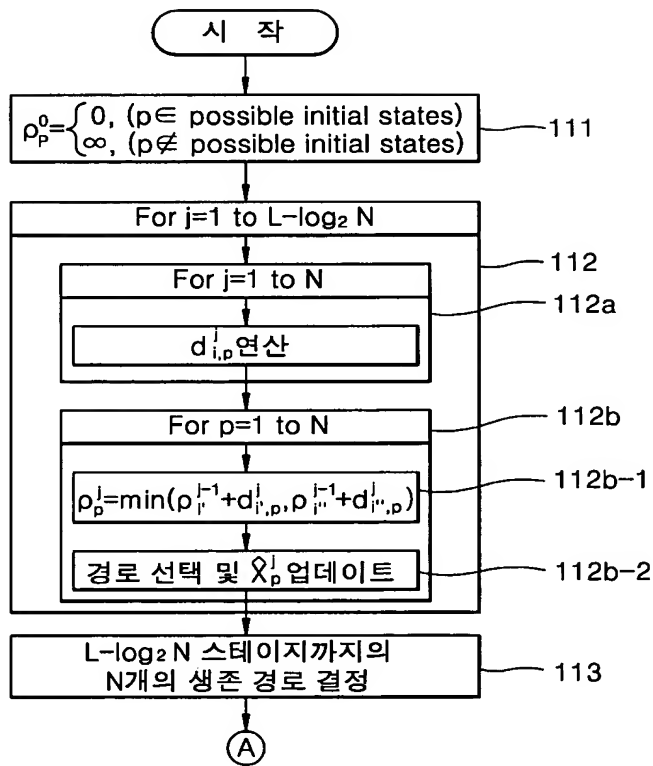 시 작
ρ_p^0 = { 0, (p∈ possible initial states)
∞, (p∉ possible initial states)
111
For j=1 to L-log₂ N
112
For j=1 to N
112a
d_{i,p}^j 연산
For p=1 to N
112b
ρ_p^j=min(ρ_{i'}^{j-1}+d_{i',p}^j, ρ_{i''}^{j-1}+d_{i'',p}^j)
112b-1
경로 선택 및 X̂_p^j 업데이트
112b-2
L-log₂ N 스테이지까지의
N개의 생존 경로 결정
113
A